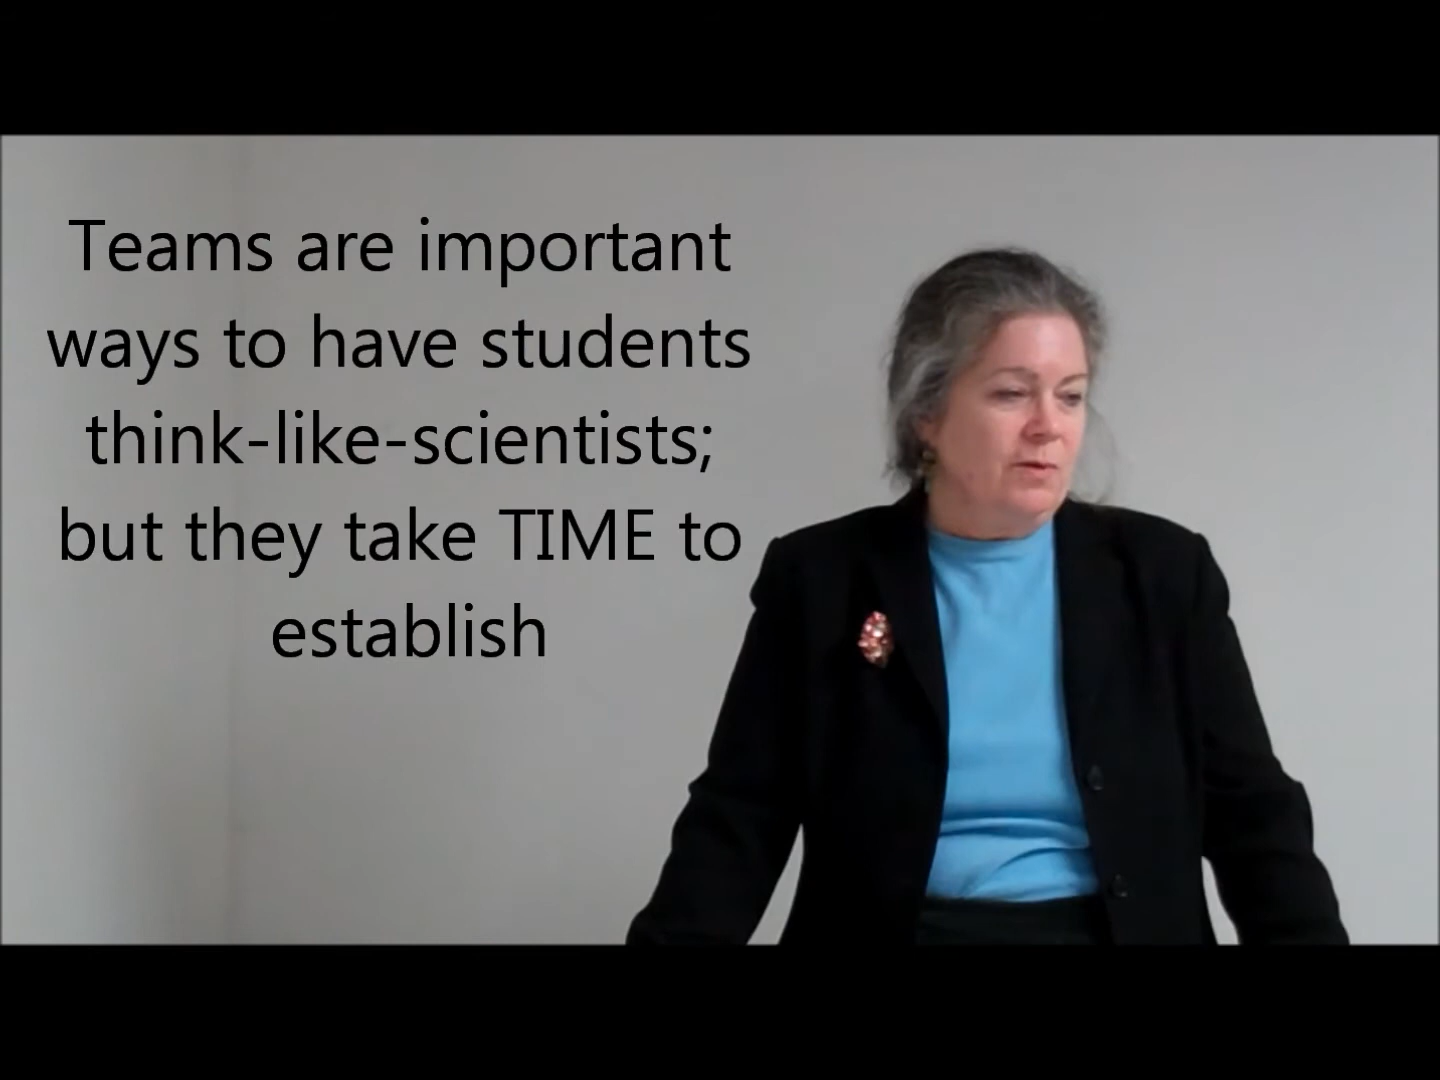 Teams are important
ways to have students
think-like-scientists;
but they take TIME to
establish